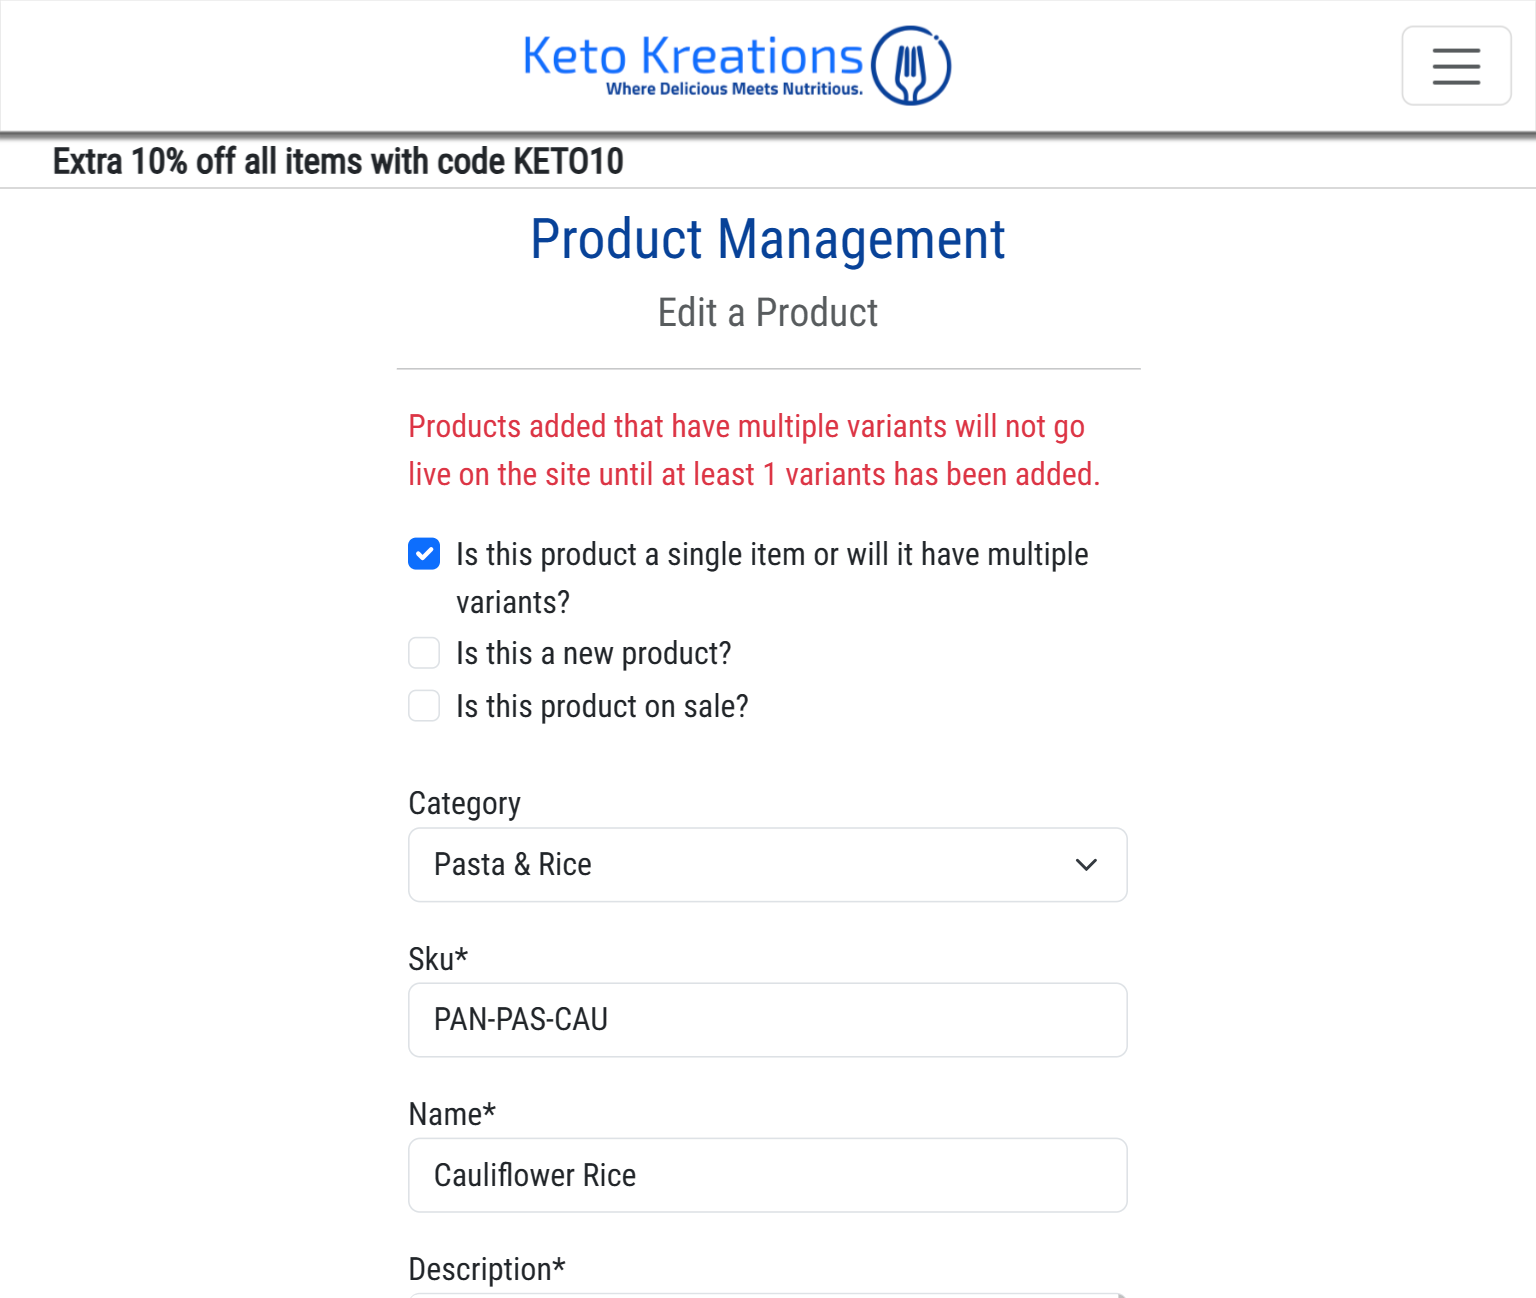 Keto Kreations
Where Delicious Meets Nutritious.
Extra 10% off all items with code KETO10
Product Management
Edit a Product
Products added that have multiple variants will not go
live on the site until at least 1 variants has been added.
Is this product a single item or will it have multiple
variants?
Is this a new product?
Is this product on sale?
Category
Pasta & Rice
Sku*
PAN-PAS-CAU
Name*
Cauliflower Rice
Description*